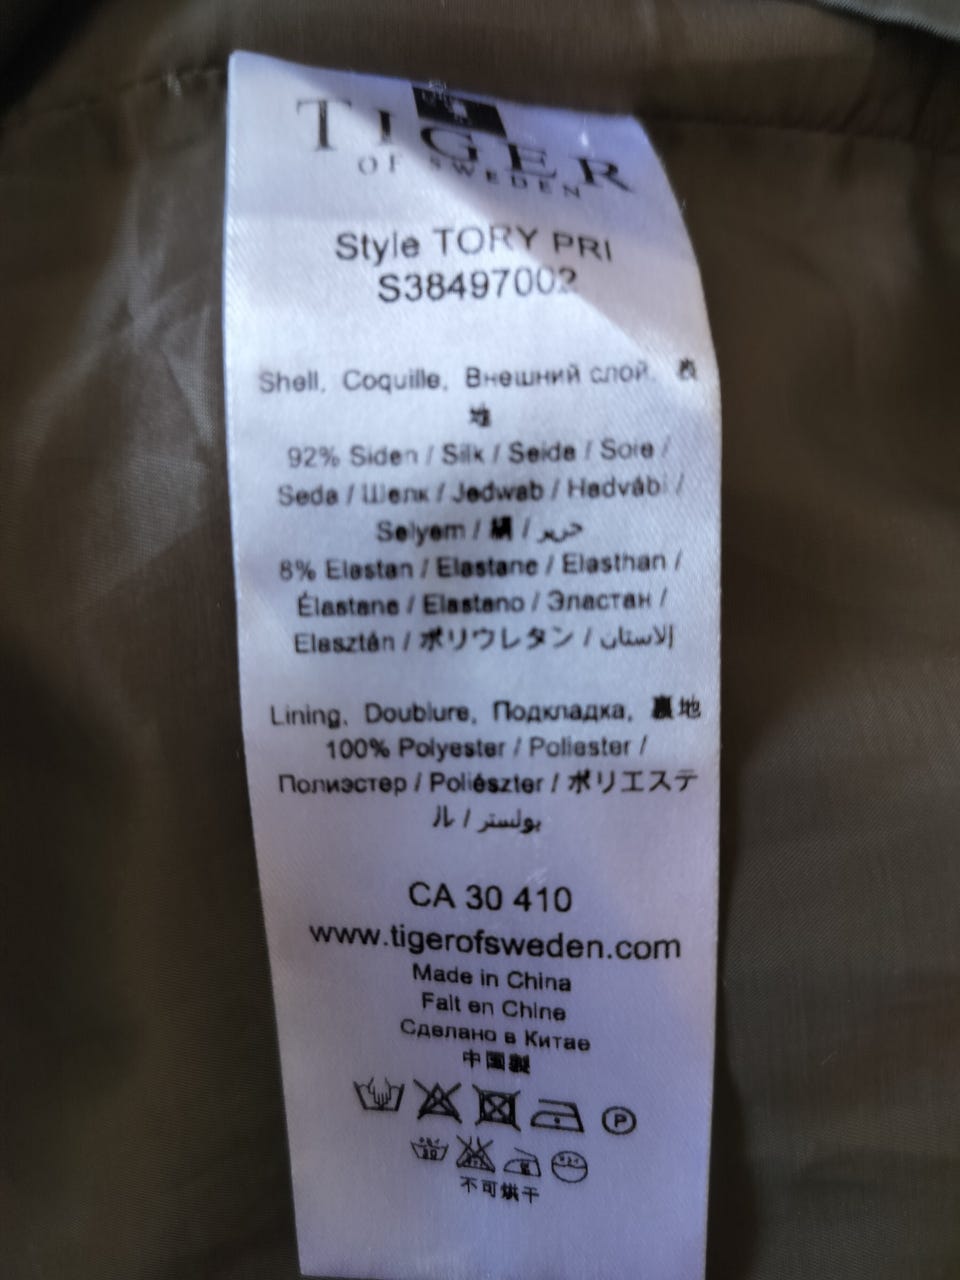 TIGER
OF SWEDEN
Style TORY PRI
S38497002
Shell, Coquille, Внешний слой, 表
地
92% Siden / Silk / Seide / Soie /
Seda / Шелк / Jedwab / Hedvábí /
Selyem / 絹 / حرير
8% Elastan / Elastane / Elasthan /
Élastane / Elastano / Эластан /
Elasztán / ポリウレタン / إلاستان
Lining, Doublure, Подкладка, 裏地
100% Polyester / Poliester /
Полиэстер / Poliészter / ポリエステ
ル / بولستر
CA 30 410
www.tigerofsweden.com
Made in China
Fait en Chine
Сделано в Китае
中国製
P
不可烘干